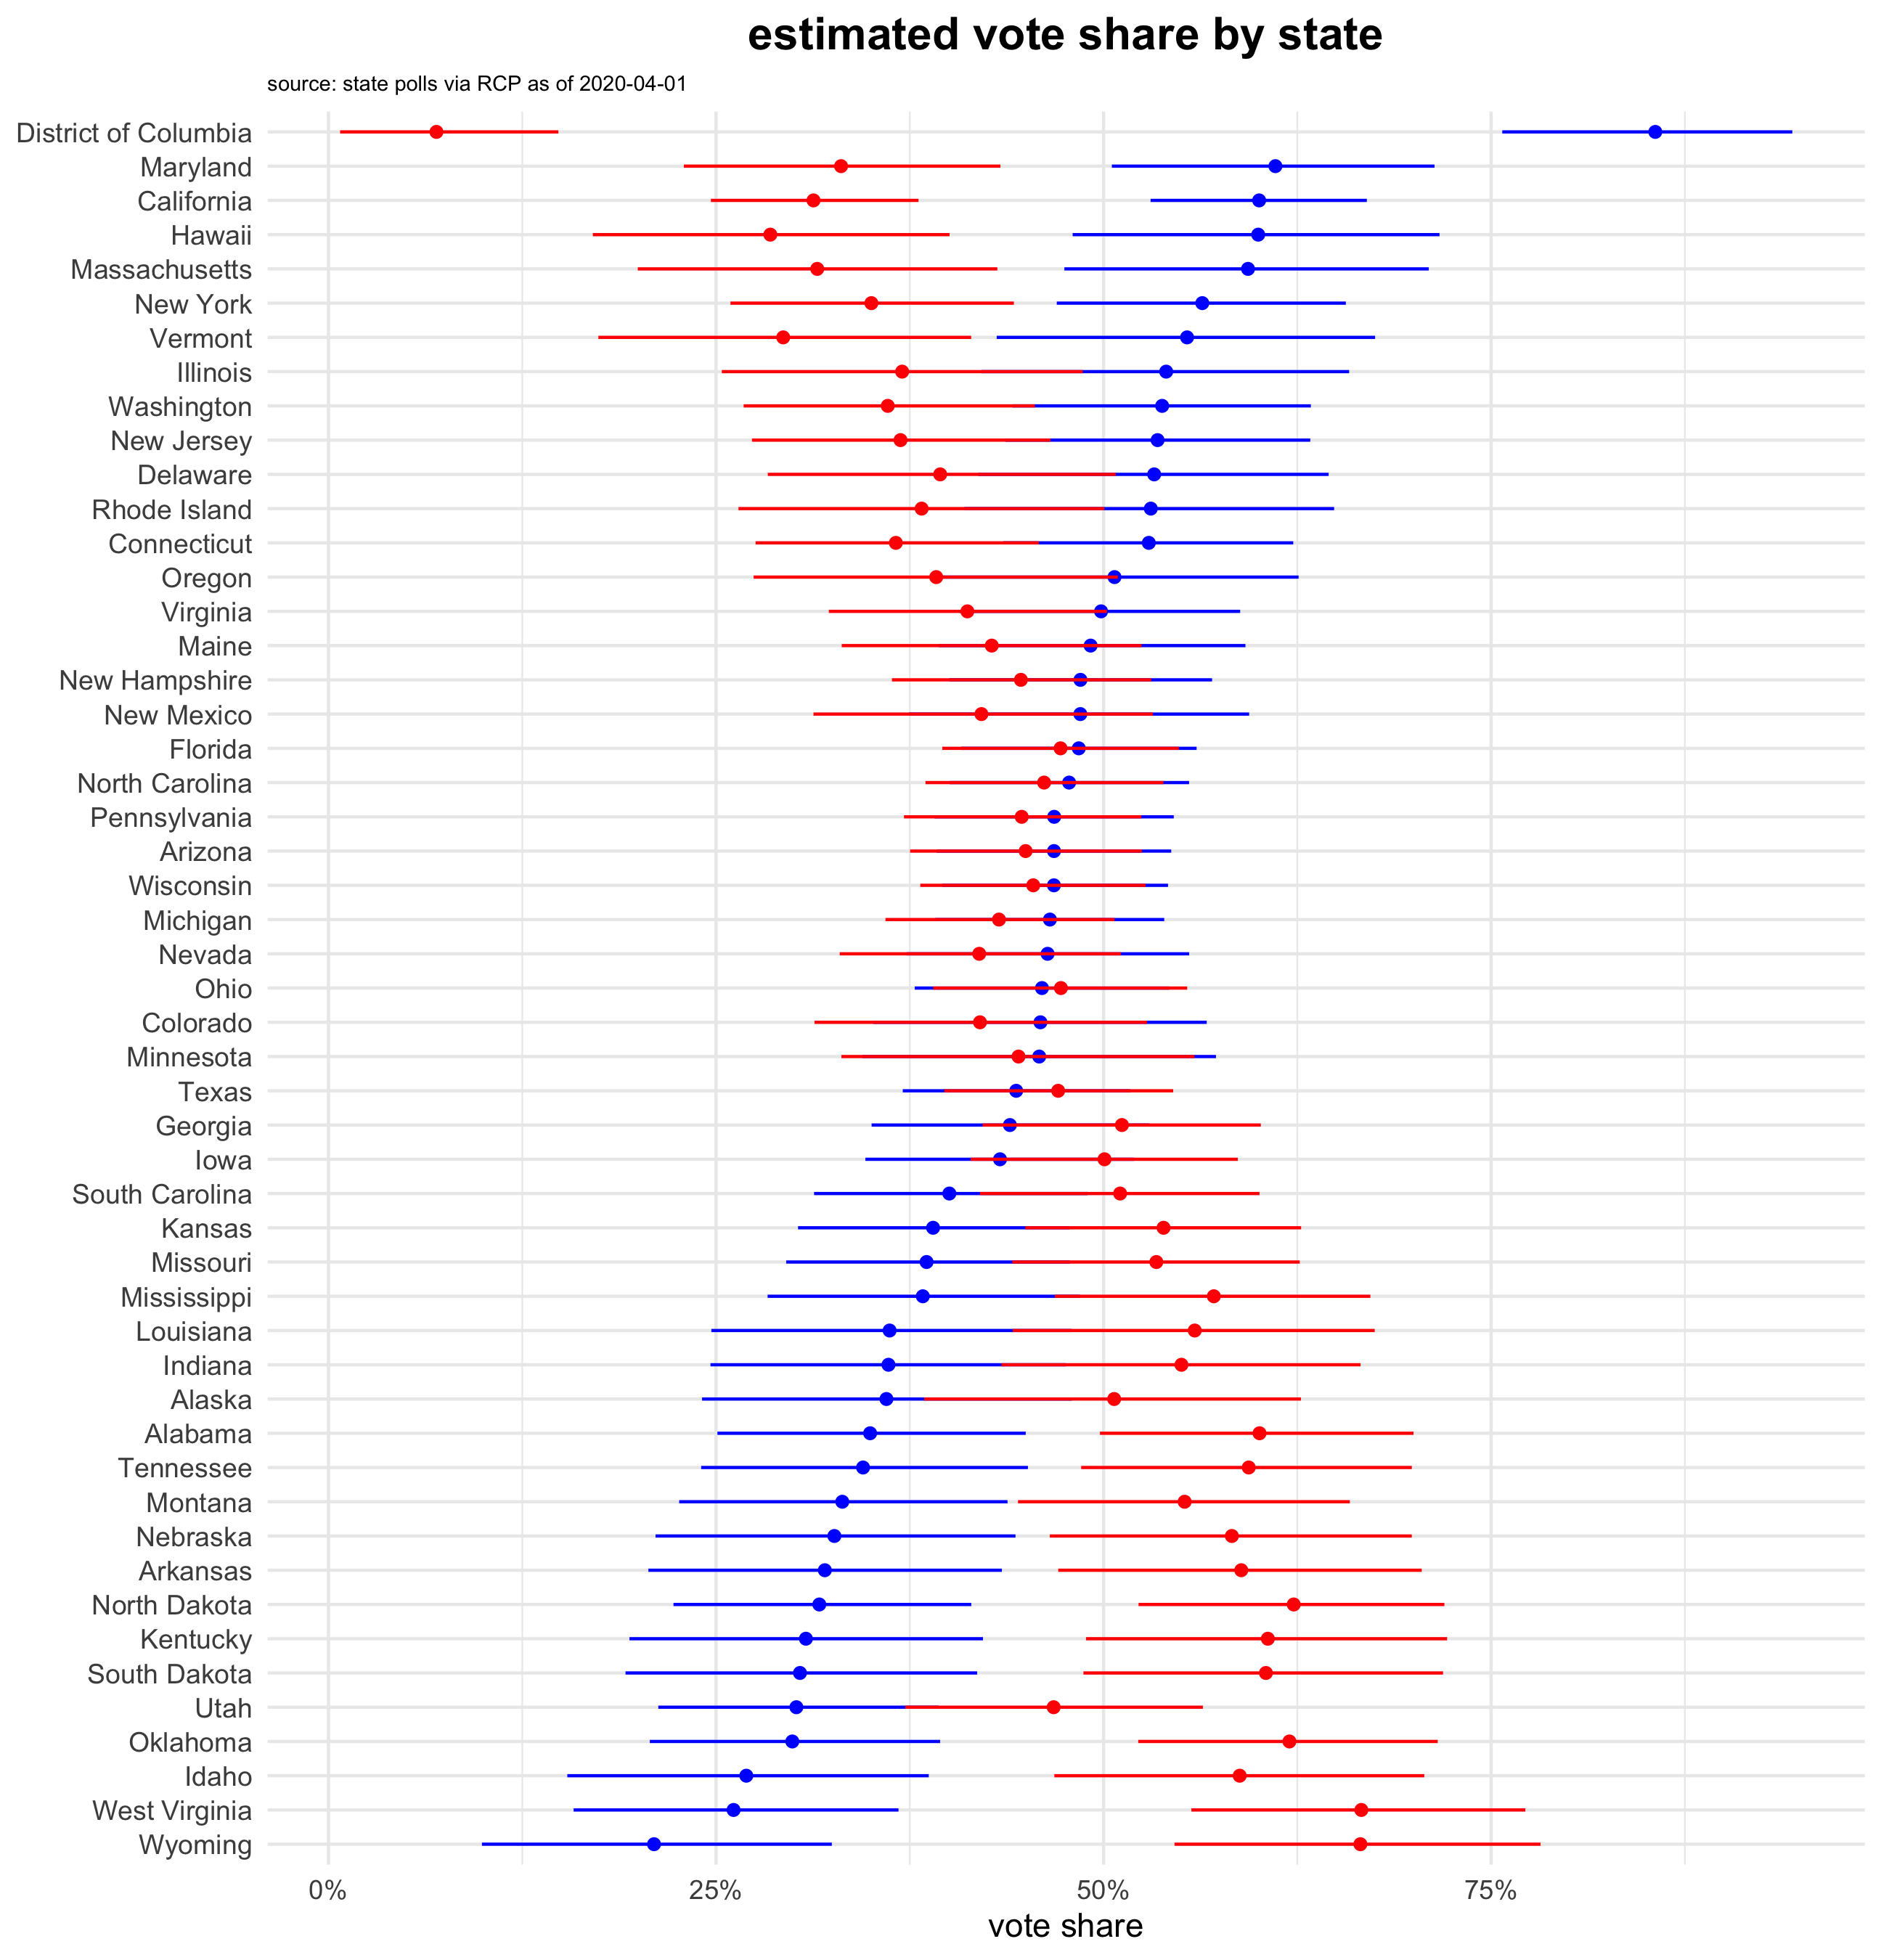 estimated vote share by state
source: state polls via RCP as of 2020-04-01
District of Columbia
Maryland
California
Hawaii
Massachusetts
New York
Vermont
Illinois
Washington
New Jersey
Delaware
Rhode Island
Connecticut
Oregon
Virginia
Maine
New Hampshire
New Mexico
Florida
North Carolina
Pennsylvania
Arizona
Wisconsin
Michigan
Nevada
Ohio
Colorado
Minnesota
Texas
Georgia
Iowa
South Carolina
Kansas
Missouri
Mississippi
Louisiana
Indiana
Alaska
Alabama
Tennessee
Montana
Nebraska
Arkansas
North Dakota
Kentucky
South Dakota
Utah
Oklahoma
Idaho
West Virginia
Wyoming
0% 25% 50% 75%
vote share